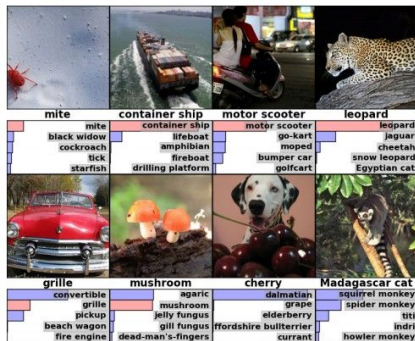 mite
container ship
motor scooter
leopard
mite
black widow
cockroach
tick
starfish
container ship
lifeboat
amphibian
fireboat
drilling platform
motor scooter
go-kart
moped
bumper car
golfcart
leopard
jaguar
cheetah
snow leopard
Egyptian cat
grille
mushroom
cherry
Madagascar cat
convertible
grille
pickup
beach wagon
fire engine
agaric
mushroom
jelly fungus
gill fungus
dead-man's-fingers
dalmatian
grape
elderberry
ffordshire bullterrier
currant
squirrel monkey
spider monkey
titi
indri
howler monkey